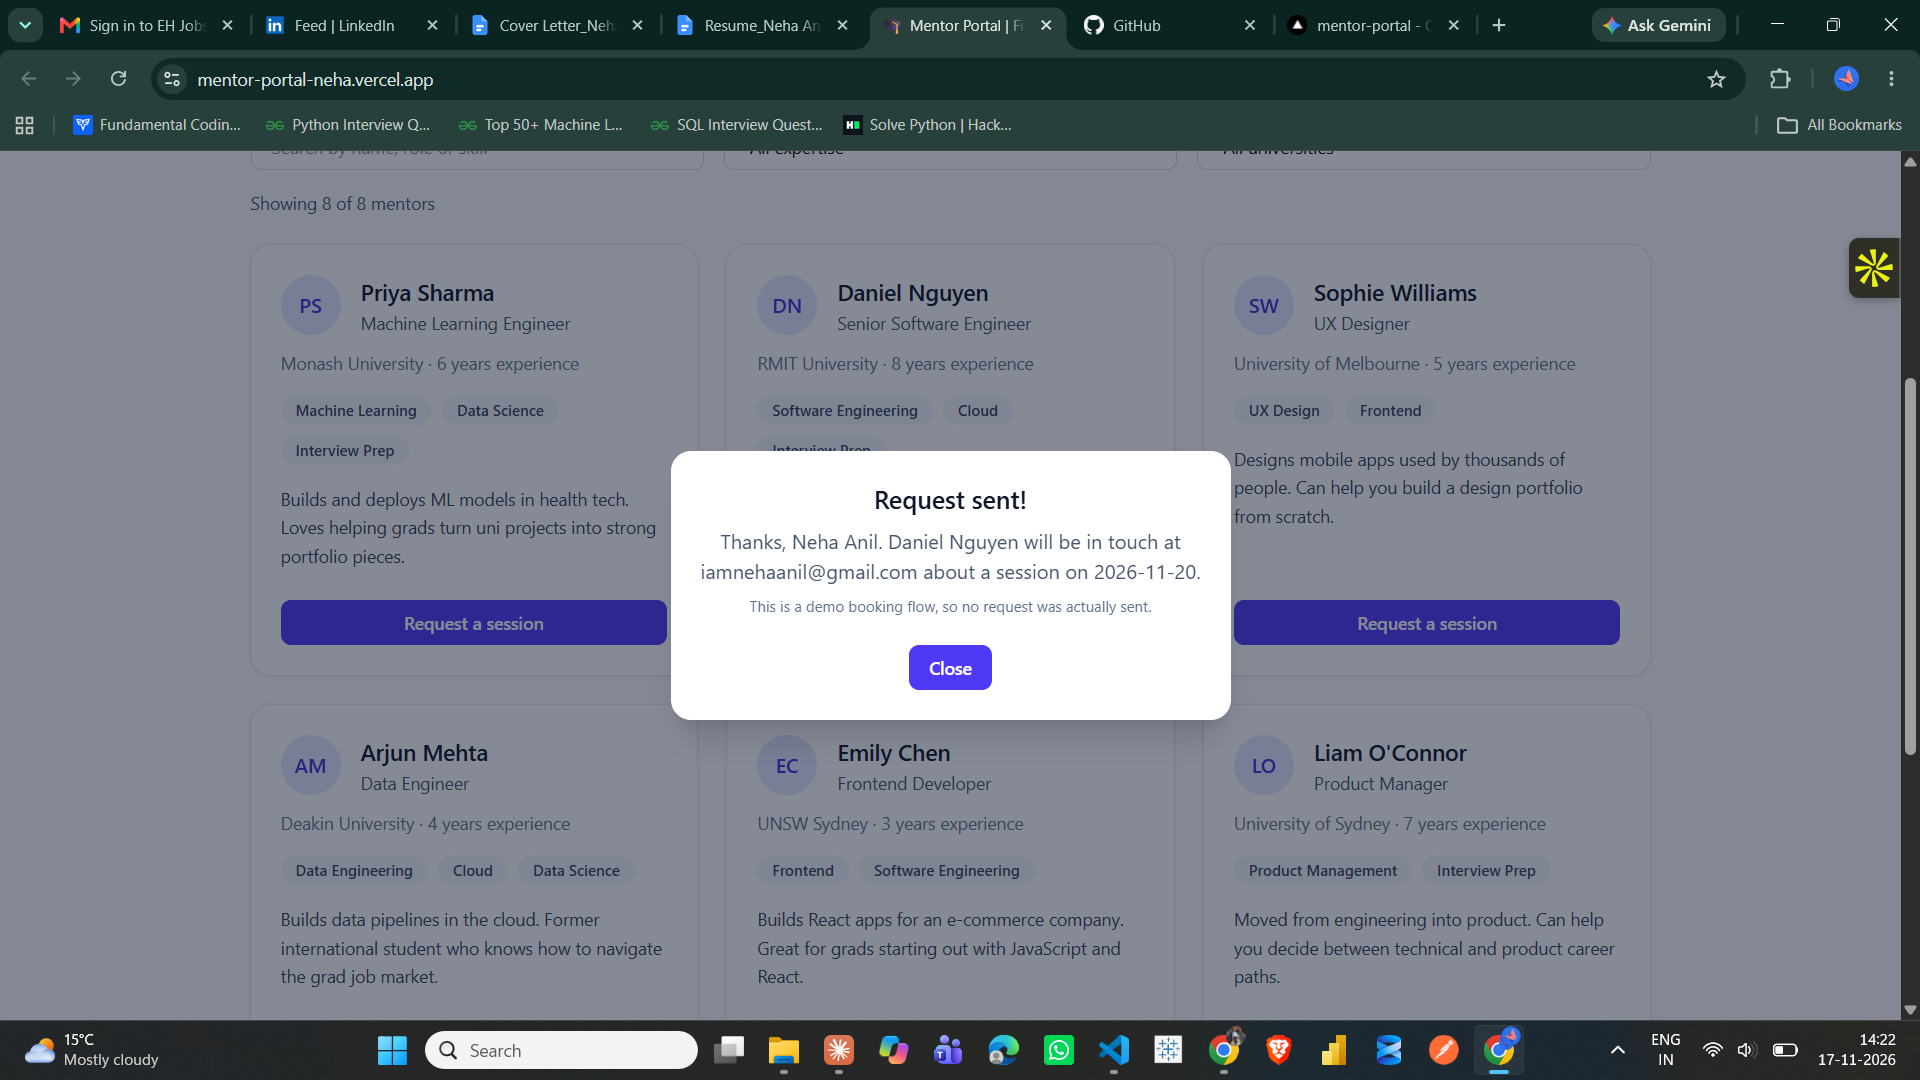 Sign in to EH Jobs
Feed | LinkedIn
Cover Letter_Neh
Resume_Neha An
Mentor Portal | Fi
GitHub
mentor-portal -
Ask Gemini
mentor-portal-neha.vercel.app
Fundamental Codin...
Python Interview Q...
Top 50+ Machine L...
SQL Interview Quest...
Solve Python | Hack...
All Bookmarks
Search by name, role or skill
All expertise
All universities
Showing 8 of 8 mentors
PS
Priya Sharma
Machine Learning Engineer
Monash University · 6 years experience
Machine Learning
Data Science
Interview Prep
Builds and deploys ML models in health tech.
Loves helping grads turn uni projects into strong
portfolio pieces.
Request a session
DN
Daniel Nguyen
Senior Software Engineer
RMIT University · 8 years experience
Software Engineering
Cloud
Interview Prep
SW
Sophie Williams
UX Designer
University of Melbourne · 5 years experience
UX Design
Frontend
Designs mobile apps used by thousands of
people. Can help you build a design portfolio
from scratch.
Request a session
Request sent!
Thanks, Neha Anil. Daniel Nguyen will be in touch at
iamnehaanil@gmail.com about a session on 2026-11-20.
This is a demo booking flow, so no request was actually sent.
Close
AM
Arjun Mehta
Data Engineer
Deakin University · 4 years experience
Data Engineering
Cloud
Data Science
Builds data pipelines in the cloud. Former
international student who knows how to navigate
the grad job market.
EC
Emily Chen
Frontend Developer
UNSW Sydney · 3 years experience
Frontend
Software Engineering
Builds React apps for an e-commerce company.
Great for grads starting out with JavaScript and
React.
LO
Liam O'Connor
Product Manager
University of Sydney · 7 years experience
Product Management
Interview Prep
Moved from engineering into product. Can help
you decide between technical and product career
paths.
15°C
Mostly cloudy
Search
ENG
IN
14:22
17-11-2026